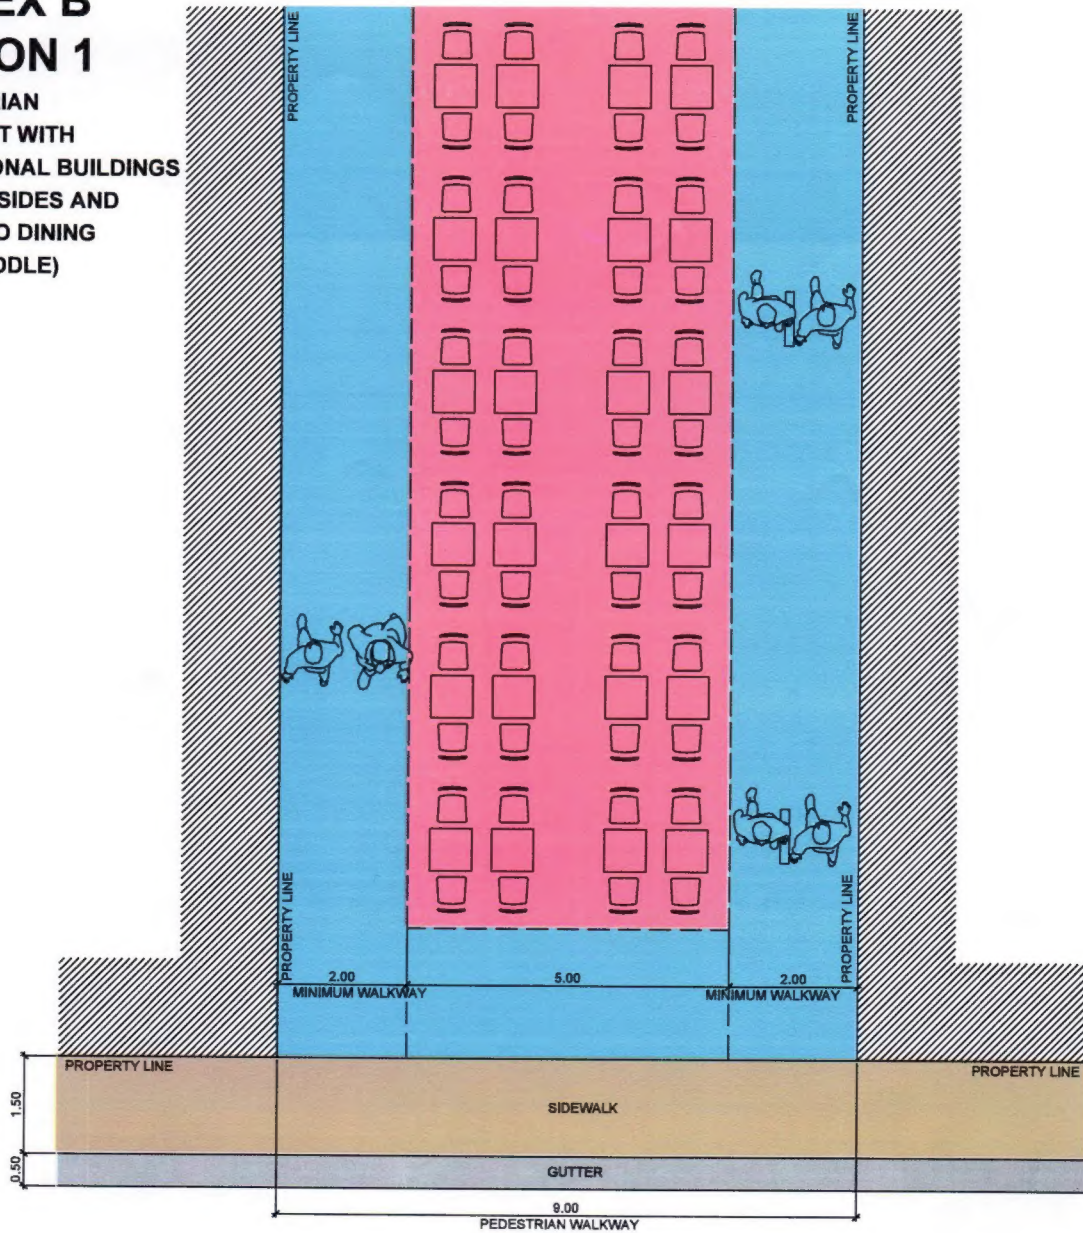 EX B
ON 1
IAN
T WITH
ONAL BUILDINGS
SIDES AND
O DINING
DDLE)
PROPERTY LINE
PROPERTY LINE
PROPERTY LINE
PROPERTY LINE
2.00
5.00
2.00
MINIMUM WALKWAY
MINIMUM WALKWAY
PROPERTY LINE
PROPERTY LINE
1.50
SIDEWALK
0.50
GUTTER
9.00
PEDESTRIAN WALKWAY